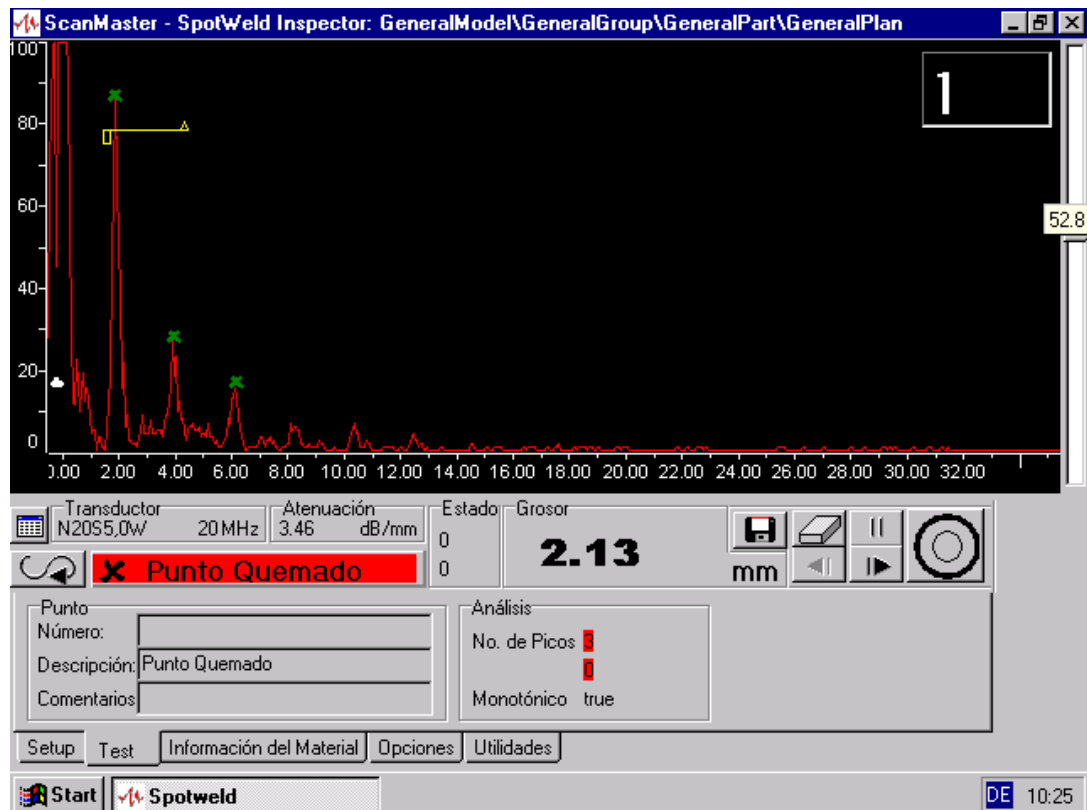 ScanMaster - SpotWeld Inspector: GeneralModel\GeneralGroup\GeneralPart\GeneralPlan
100
1
80
60
52.8
40
20
0
1.00 2.00 4.00 6.00 8.00 10.00 12.00 14.00 16.00 18.00 20.00 22.00 24.00 26.00 28.00 30.00 32.00
Transductor Atenuación Estado Grosor
N20S5,0W 20MHz 3.46 dB/mm 0 2.13
Punto Quemado 0 mm
Punto Análisis
Número: No. de Picos 3
Descripción: Punto Quemado 0
Comentarios Monotónico true
Setup Test Información del Material Opciones Utilidades
Start Spotweld DE 10:25